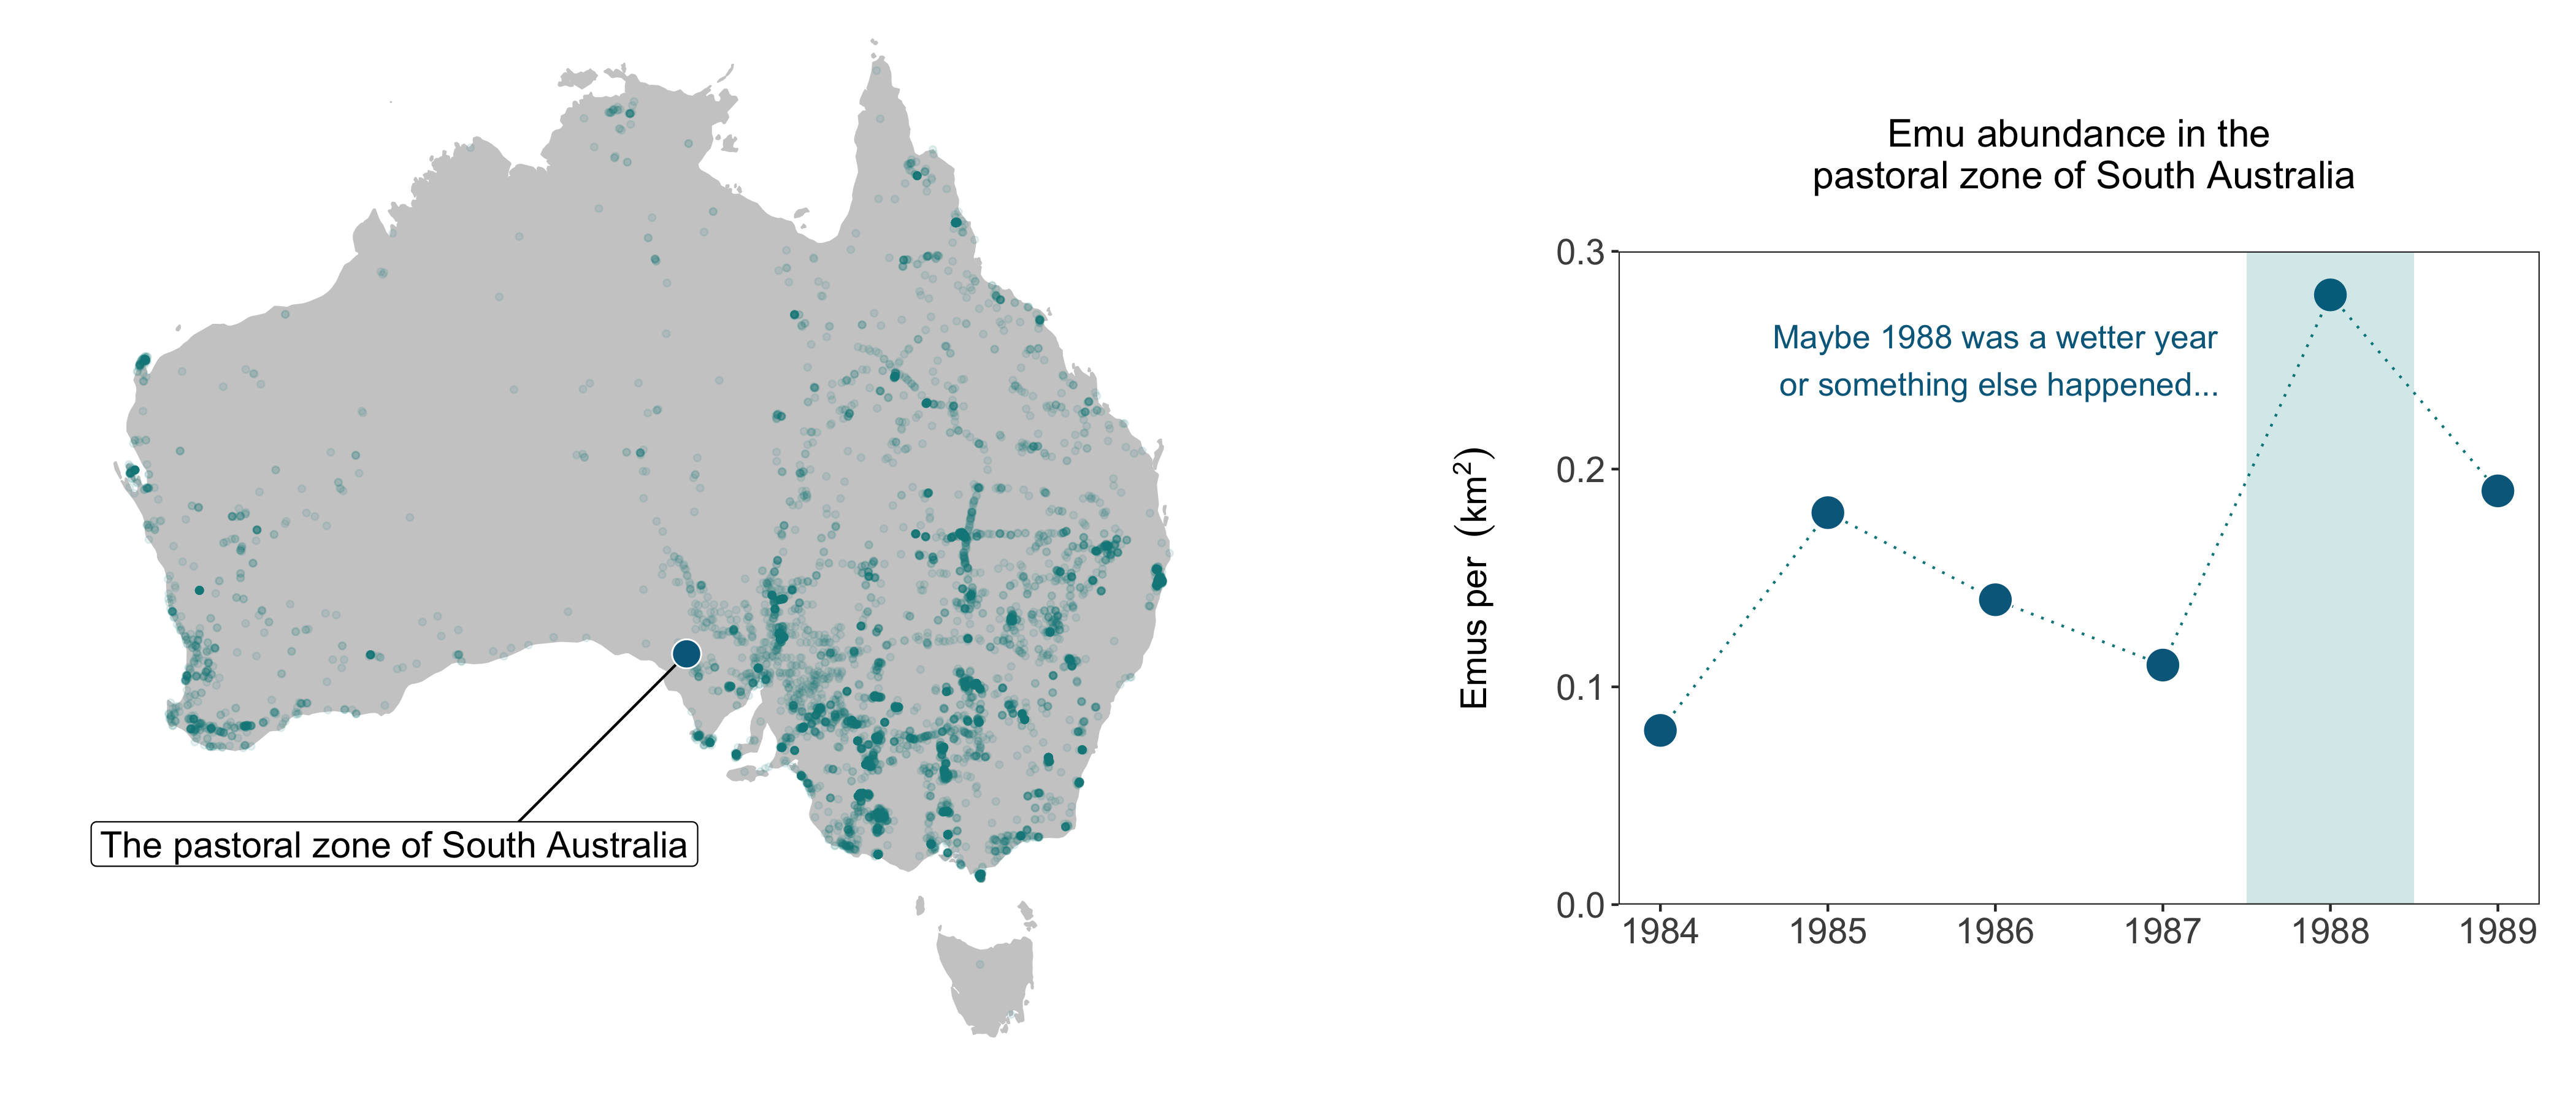 The pastoral zone of South Australia
Emu abundance in the
pastoral zone of South Australia
Emus per (km²)
0.3
0.2
0.1
0.0
Maybe 1988 was a wetter year
or something else happened...
1984 1985 1986 1987 1988 1989